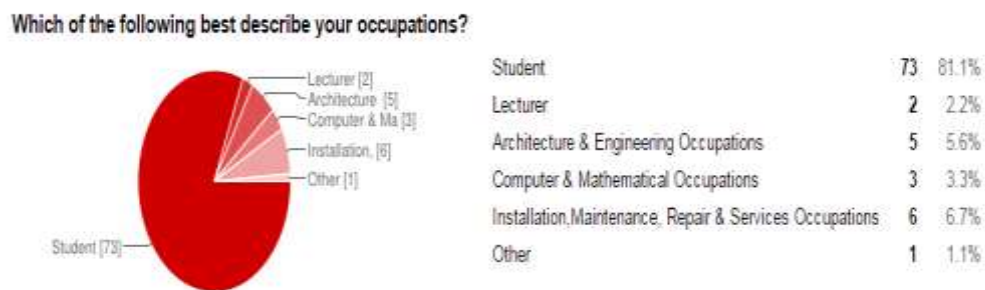 Which of the following best describe your occupations?
Lecturer [2]
Architecture [5]
Computer & Ma [3]
Installation, [6]
Other [1]
Student [73]
Student 73 81.1%
Lecturer 2 2.2%
Architecture & Engineering Occupations 5 5.6%
Computer & Mathematical Occupations 3 3.3%
Installation,Maintenance, Repair & Services Occupations 6 6.7%
Other 1 1.1%